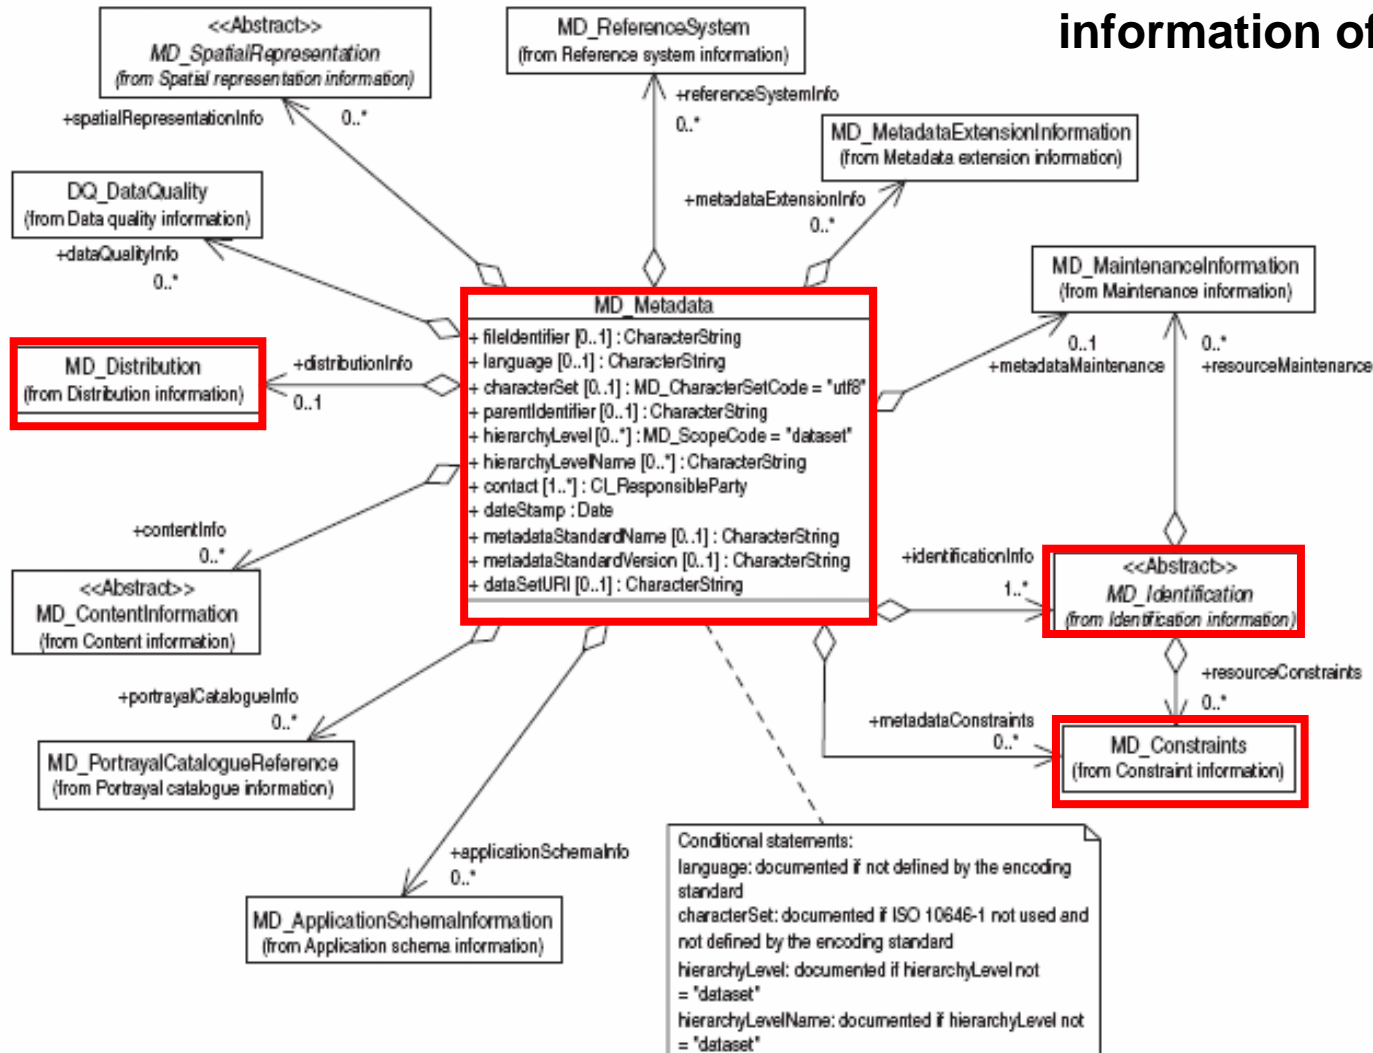 information of
<<Abstract>>
MD_SpatialRepresentation
(from Spatial representation information)
MD_ReferenceSystem
(from Reference system information)
+spatialRepresentationInfo
0..*
+referenceSystemInfo
0..*
MD_MetadataExtensionInformation
(from Metadata extension information)
DQ_DataQuality
(from Data quality information)
+metadataExtensionInfo
0..*
+dataQualityInfo
0..*
MD_MaintenanceInformation
(from Maintenance information)
MD_Metadata
+ fileIdentifier [0..1] : CharacterString
+ language [0..1] : CharacterString
+ characterSet [0..1] : MD_CharacterSetCode = "utf8"
+ parentIdentifier [0..1] : CharacterString
+ hierarchyLevel [0..*] : MD_ScopeCode = "dataset"
+ hierarchyLevelName [0..*] : CharacterString
+ contact [1..*] : CI_ResponsibleParty
+ dateStamp : Date
+ metadataStandardName [0..1] : CharacterString
+ metadataStandardVersion [0..1] : CharacterString
+ dataSetURI [0..1] : CharacterString
0..1
+metadataMaintenance
0..*
+resourceMaintenance
MD_Distribution
(from Distribution information)
+distributionInfo
0..1
+contentInfo
0..*
<<Abstract>>
MD_ContentInformation
(from Content information)
+identificationInfo
1..*
<<Abstract>>
MD_Identification
(from Identification information)
+resourceConstraints
0..*
+portrayalCatalogueInfo
0..*
+metadataConstraints
0..*
MD_PortrayalCatalogueReference
(from Portrayal catalogue information)
MD_Constraints
(from Constraint information)
+applicationSchemaInfo
0..*
MD_ApplicationSchemaInformation
(from Application schema information)
Conditional statements:
language: documented if not defined by the encoding
standard
characterSet: documented if ISO 10646-1 not used and
not defined by the encoding standard
hierarchyLevel: documented if hierarchyLevel not
= "dataset"
hierarchyLevelName: documented if hierarchyLevel not
= "dataset"